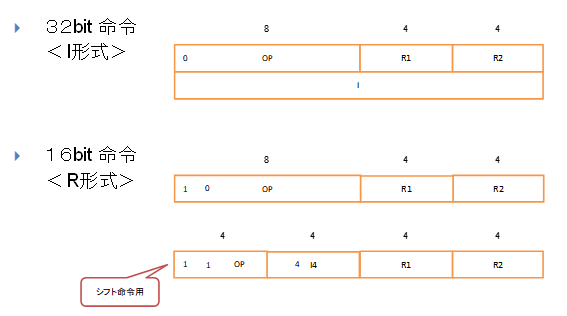 ３２bit 命令
＜ I形式＞
8 4 4
0 OP R1 R2
I
１６bit 命令
＜ R形式＞
8 4 4
1 0 OP R1 R2
4 4 4 4
1 1 OP 4 I4 R1 R2
シフト命令用